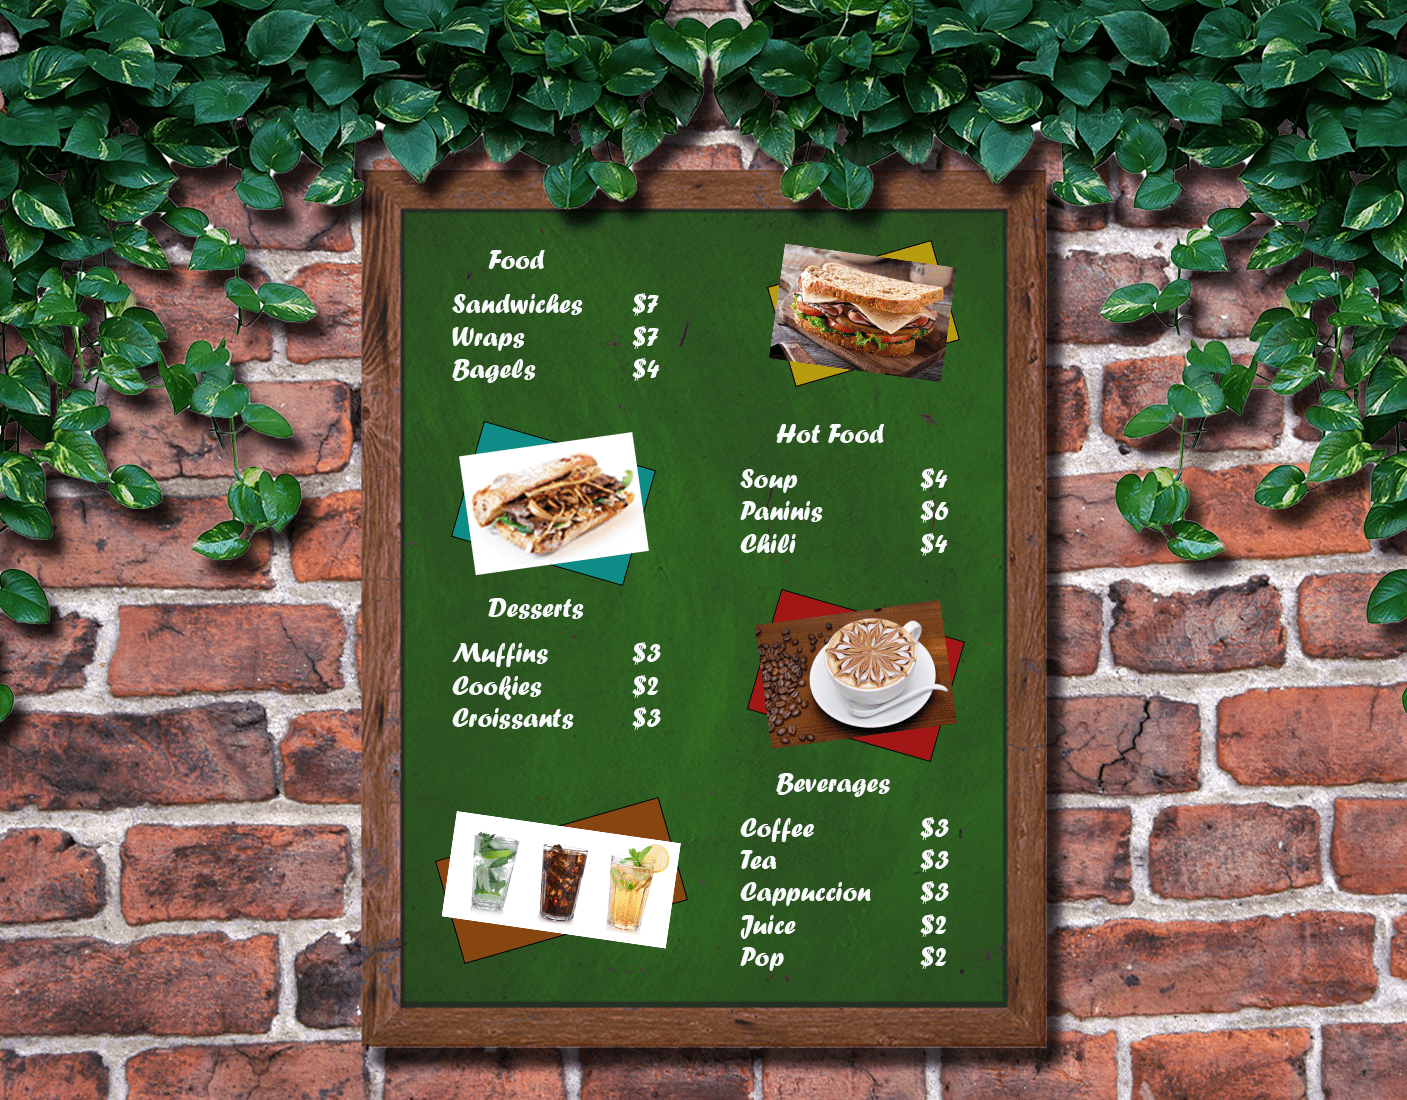 Food
Sandwiches $7
Wraps $7
Bagels $4
Hot Food
Soup $4
Paninis $6
Chili $4
Desserts
Muffins $3
Cookies $2
Croissants $3
Beverages
Coffee $3
Tea $3
Cappuccion $3
Juice $2
Pop $2